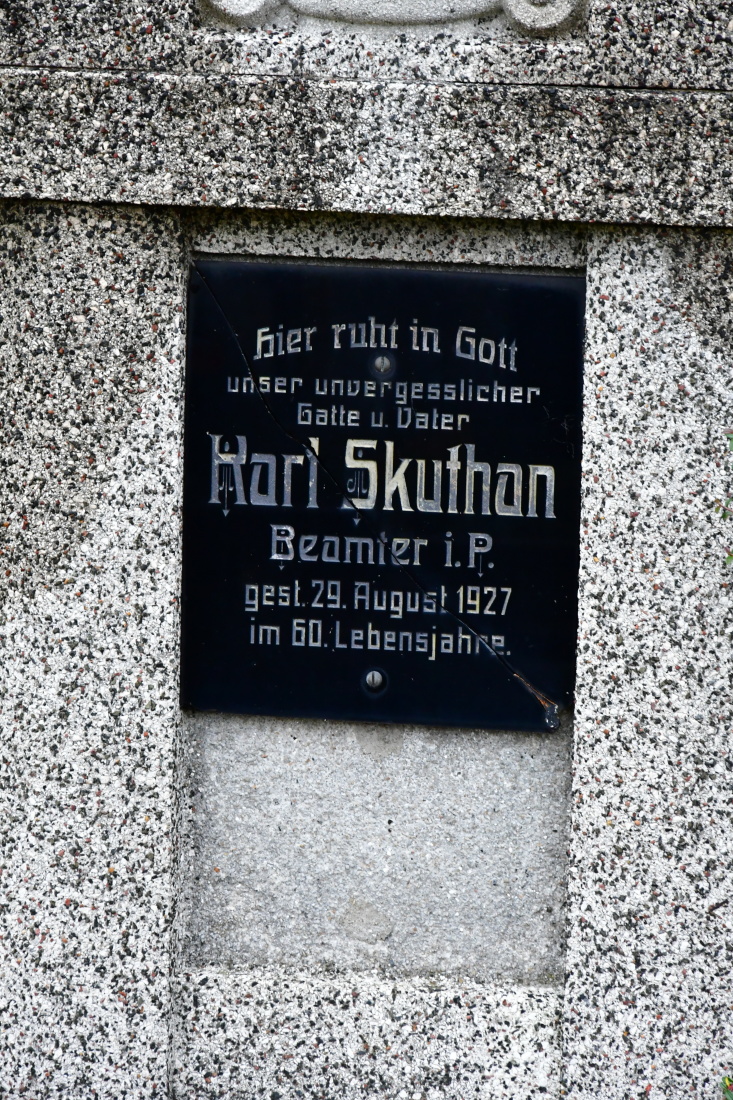 Hier ruht in Gott
unser unvergesslicher
Gatte u. Vater
Karl Skuthan
Beamter i. P.
gest. 29. August 1927
im 60. Lebensjahre.